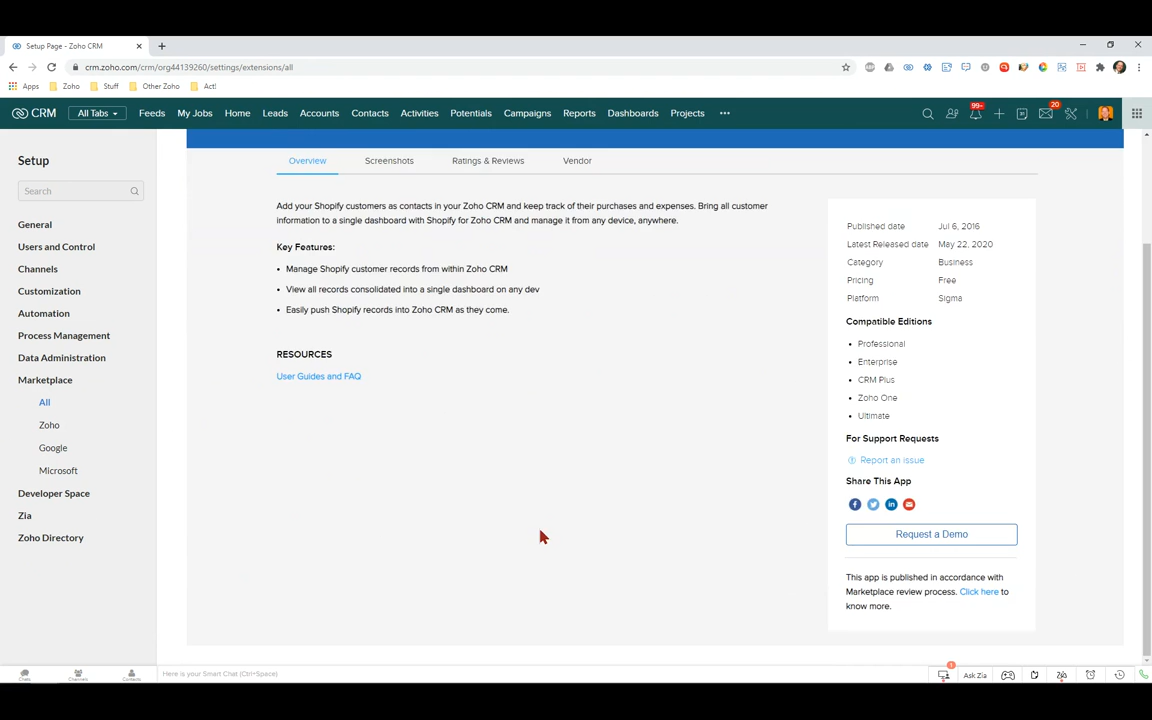 Setup Page - Zoho CRM
crm.zoho.com/crm/org44139260/settings/extensions/all
Apps Zoho Stuff Other Zoho Act!
CRM All Tabs Feeds My Jobs Home Leads Accounts Contacts Activities Potentials Campaigns Reports Dashboards Projects 99+ 20
Setup
Search
General
Users and Control
Channels
Customization
Automation
Process Management
Data Administration
Marketplace
All
Zoho
Google
Microsoft
Developer Space
Zia
Zoho Directory
Overview Screenshots Ratings & Reviews Vendor
Add your Shopify customers as contacts in your Zoho CRM and keep track of their purchases and expenses. Bring all customer
information to a single dashboard with Shopify for Zoho CRM and manage it from any device, anywhere.
Key Features:
• Manage Shopify customer records from within Zoho CRM
• View all records consolidated into a single dashboard on any dev
• Easily push Shopify records into Zoho CRM as they come.
RESOURCES
User Guides and FAQ
Published date Jul 6, 2016
Latest Released date May 22, 2020
Category Business
Pricing Free
Platform Sigma
Compatible Editions
• Professional
• Enterprise
• CRM Plus
• Zoho One
• Ultimate
For Support Requests
Report an issue
Share This App
Request a Demo
This app is published in accordance with
Marketplace review process. Click here to
know more.
Chats Channels Contacts Here is your Smart Chat (Ctrl+Space) Ask Zia